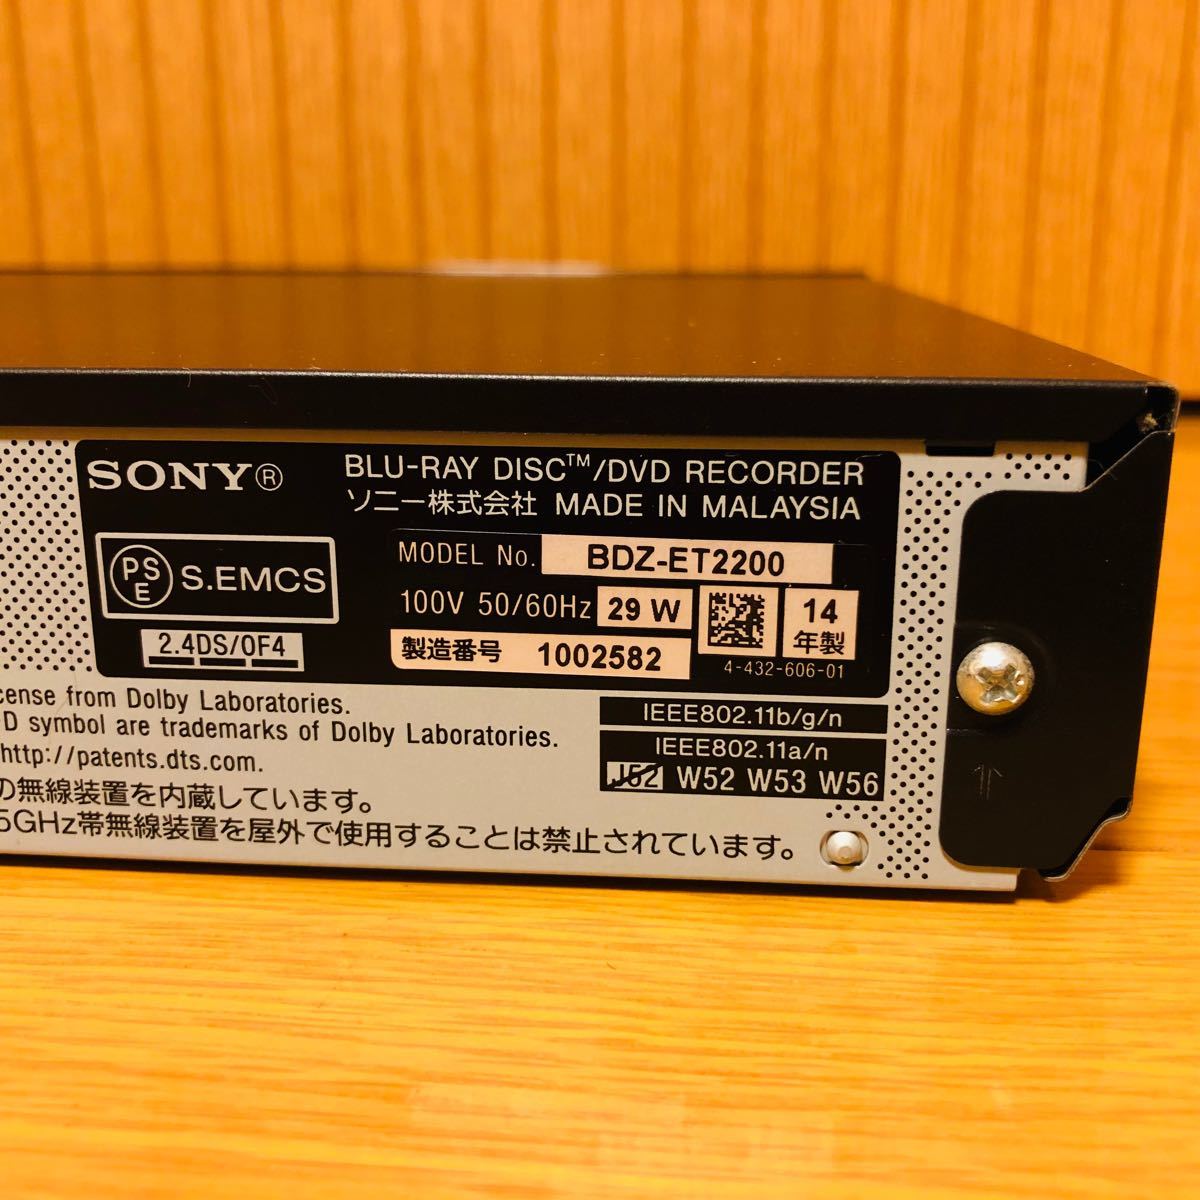 SONY®
BLU-RAY DISC™/DVD RECORDER
ソニー株式会社 MADE IN MALAYSIA
PSE S.EMCS
MODEL No. BDZ-ET2200
100V 50/60Hz 29 W
14年製
2.4DS/OF4
製造番号 1002582
4-432-606-01
cense from Dolby Laboratories.
-D symbol are trademarks of Dolby Laboratories.
http://patents.dts.com.
の無線装置を内蔵しています。
5GHz帯無線装置を屋外で使用することは禁止されています。
IEEE802.11b/g/n
IEEE802.11a/n
J52 W52 W53 W56